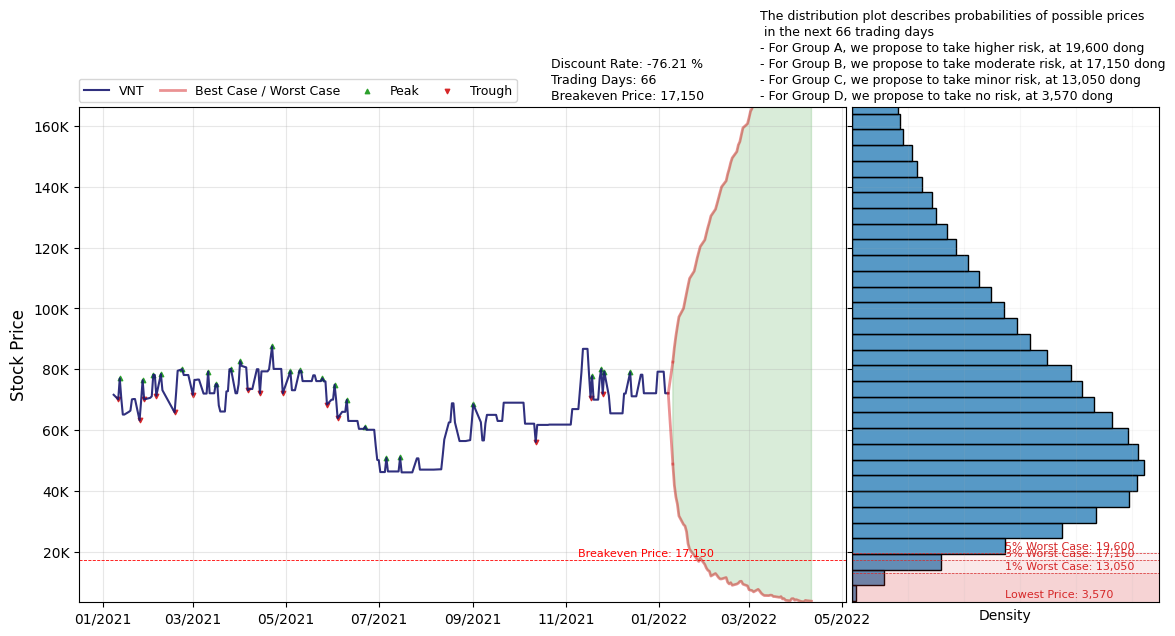 The distribution plot describes probabilities of possible prices
in the next 66 trading days
- For Group A, we propose to take higher risk, at 19,600 dong
- For Group B, we propose to take moderate risk, at 17,150 dong
- For Group C, we propose to take minor risk, at 13,050 dong
- For Group D, we propose to take no risk, at 3,570 dong
Discount Rate: -76.21 %
Trading Days: 66
Breakeven Price: 17,150
VNT
Best Case / Worst Case
Peak
Trough
Stock Price
160K
140K
120K
100K
80K
60K
40K
20K
Breakeven Price: 17,150
5% Worst Case: 19,600
3% Worst Case: 17,150
1% Worst Case: 13,050
Lowest Price: 3,570
01/2021
03/2021
05/2021
07/2021
09/2021
11/2021
01/2022
03/2022
05/2022
Density